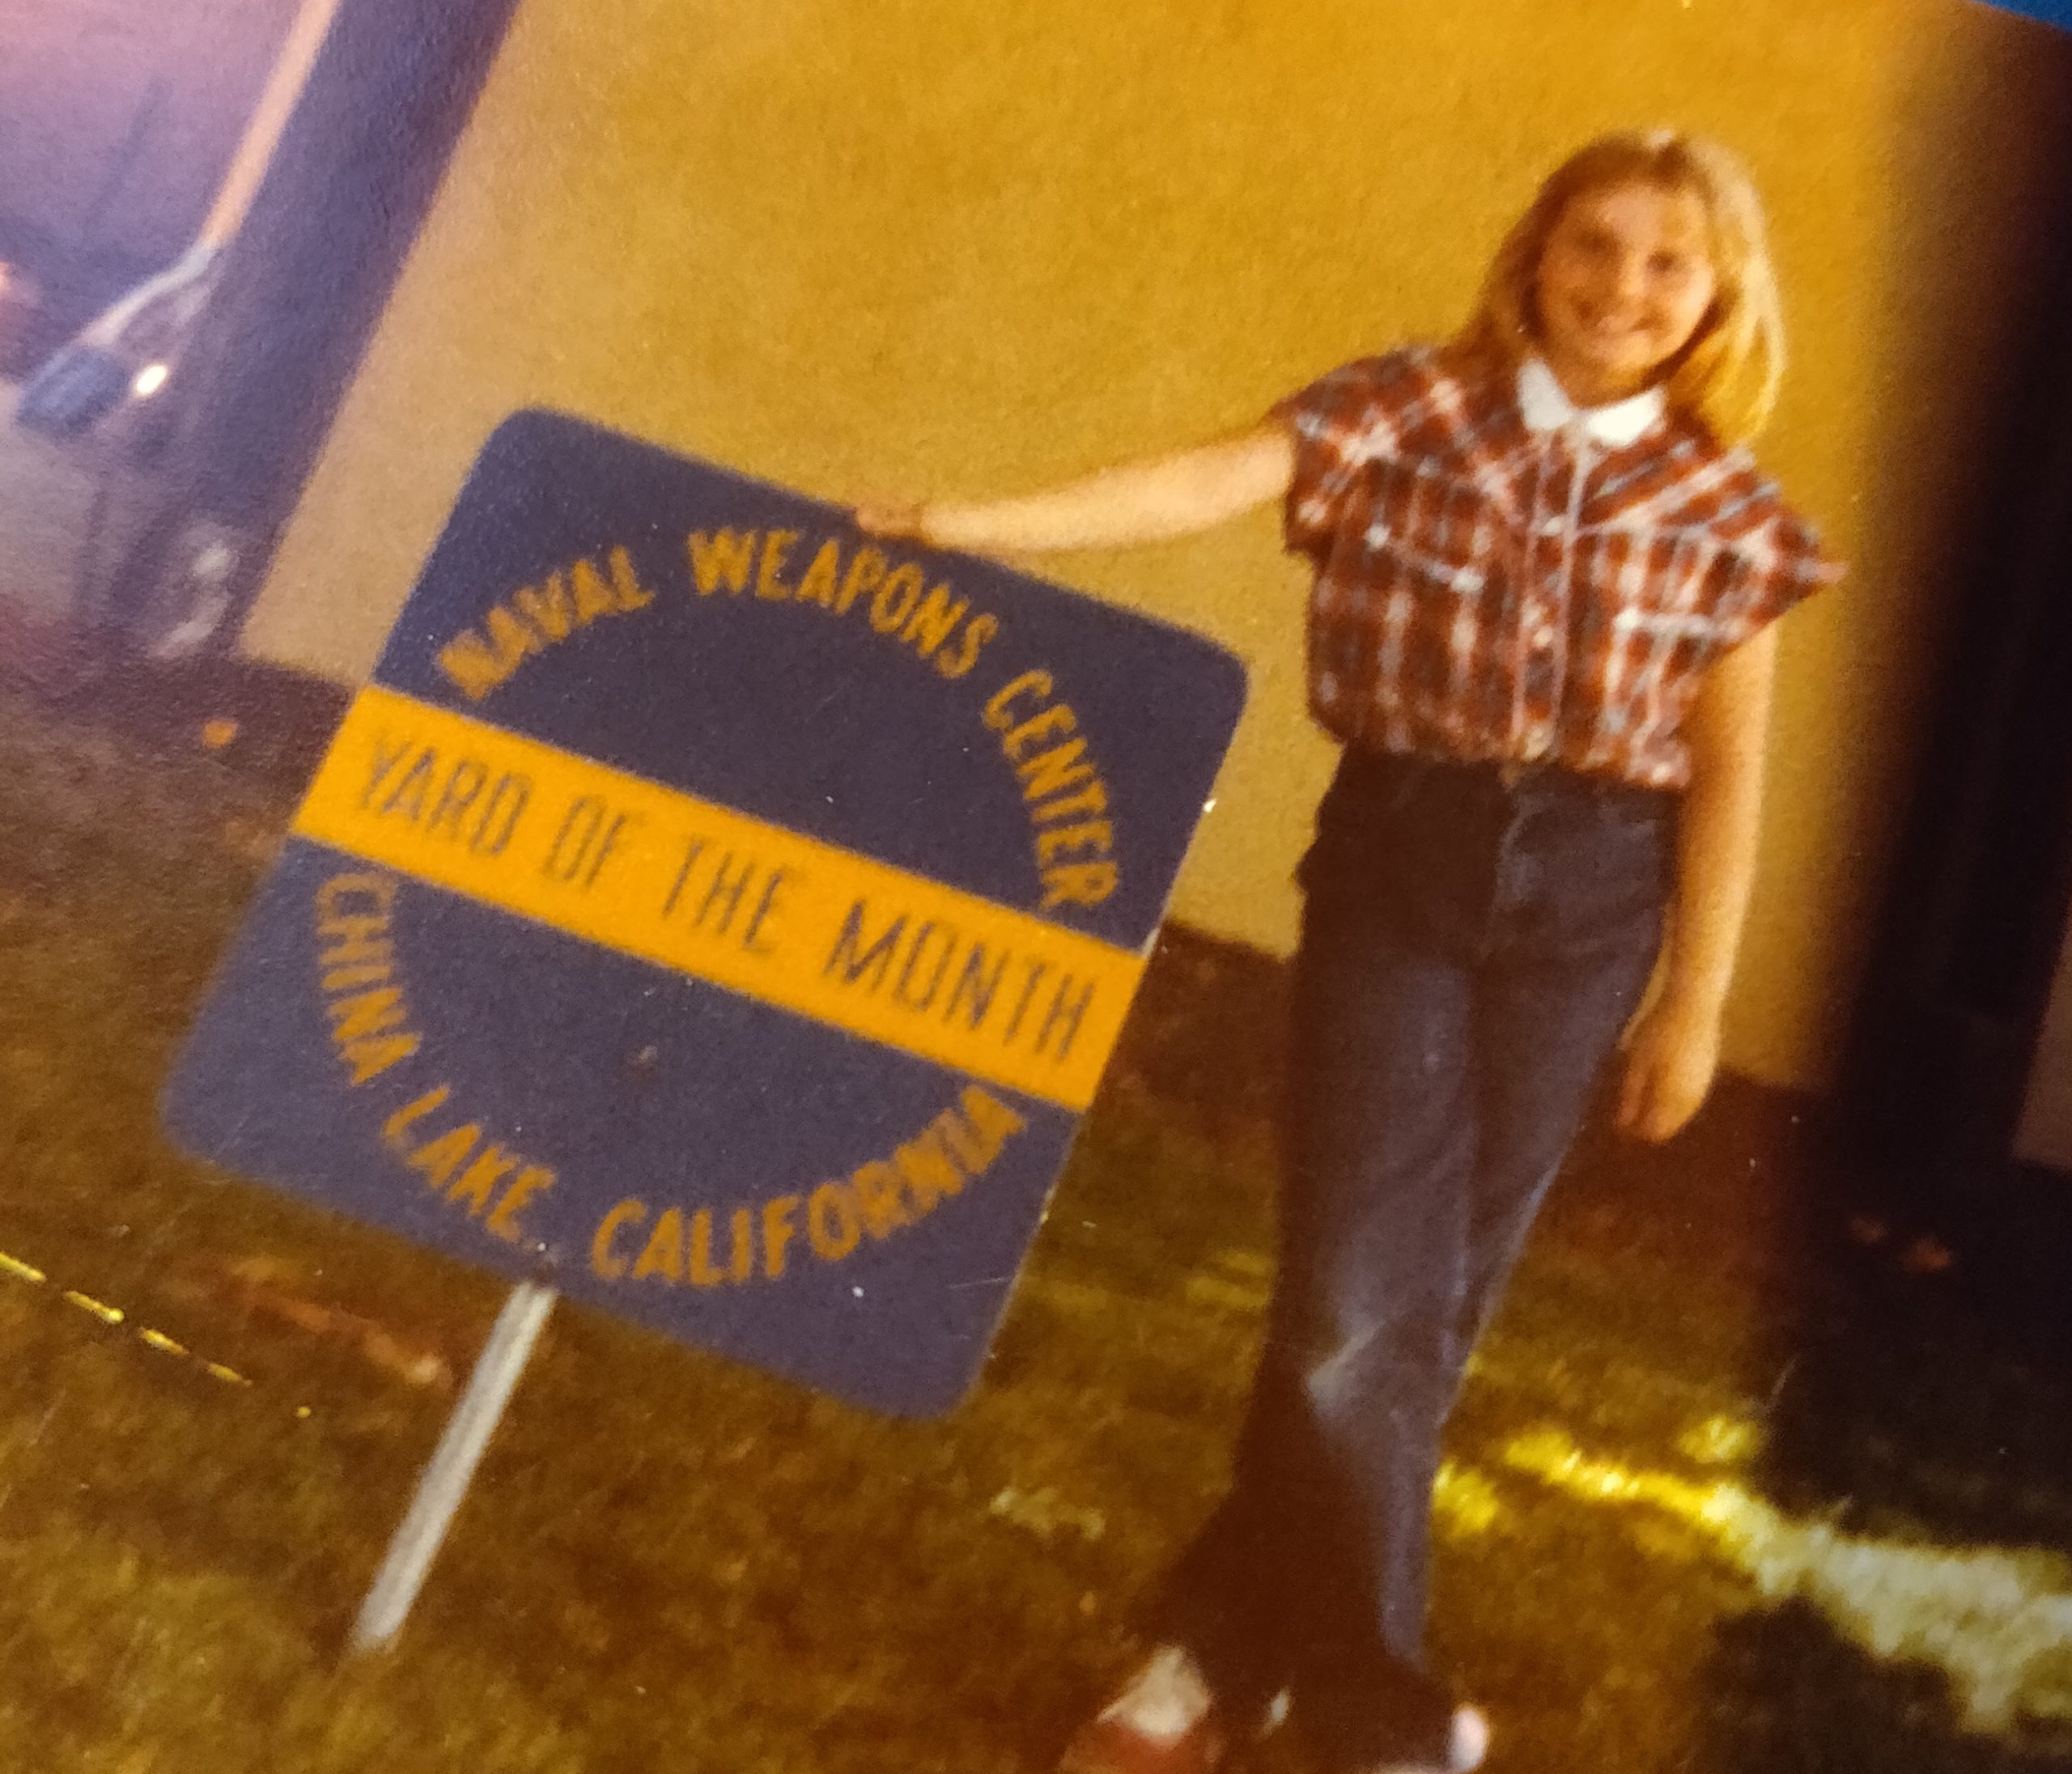 NAVAL WEAPONS CENTER
YARD OF THE MONTH
CHINA LAKE, CALIFORNIA